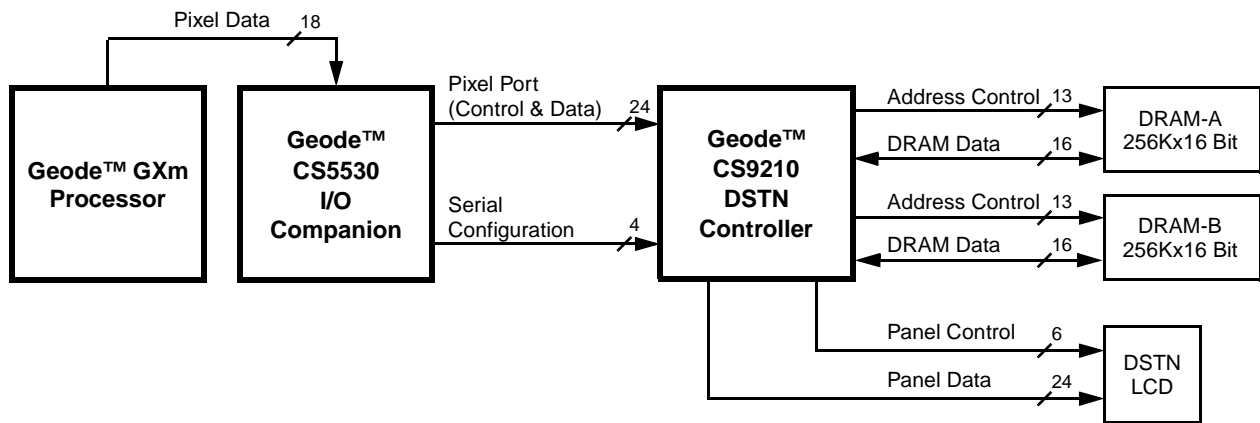 Pixel Data
18
Geode™ GXm
Processor
Geode™
CS5530
I/O
Companion
Pixel Port
(Control & Data)
24
Serial
Configuration
4
Geode™
CS9210
DSTN
Controller
Address Control
13
DRAM Data
16
DRAM-A
256Kx16 Bit
Address Control
13
DRAM Data
16
DRAM-B
256Kx16 Bit
Panel Control
6
Panel Data
24
DSTN
LCD